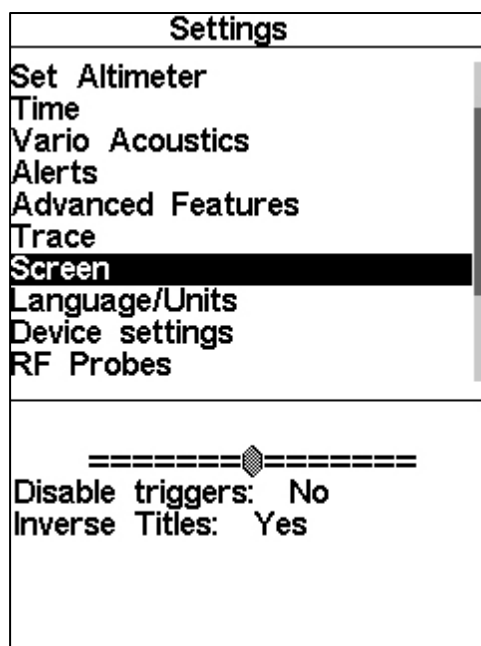 Settings
Set Altimeter
Time
Vario Acoustics
Alerts
Advanced Features
Trace
Screen
Language/Units
Device settings
RF Probes
=======◆=======
Disable triggers: No
Inverse Titles: Yes